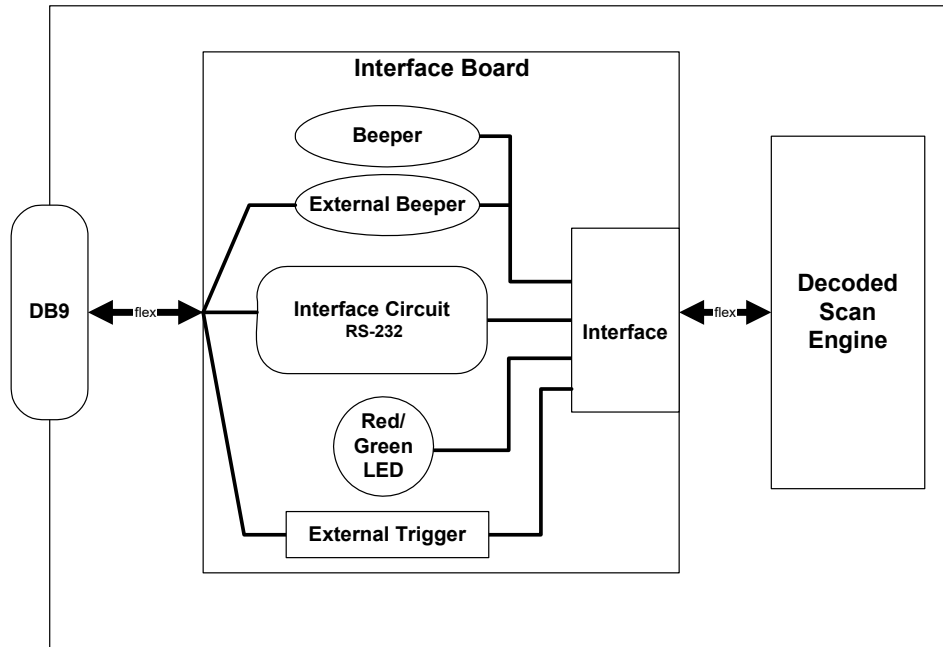 Interface Board
Beeper
External Beeper
DB9
flex
Interface Circuit
RS-232
Interface
flex
Decoded
Scan
Engine
Red/
Green
LED
External Trigger